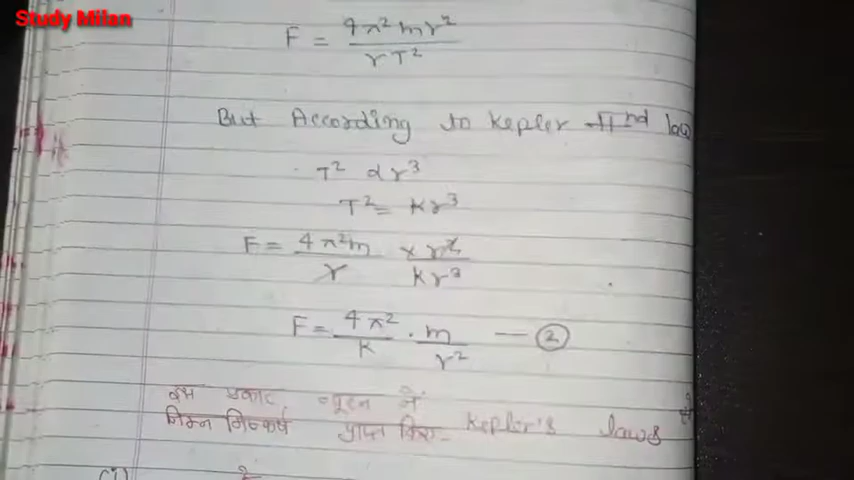 Study Milan
F = 4π²mr² / rT²
But According to Kepler IInd law
T² ∝ r³
T² = Kr³
F = 4π²m / r × r² / Kr³
F = 4π² / K · m / r² — ②
इस प्रकार न्यूटन ने Kepler's laws से
निम्न निष्कर्ष प्राप्त किए-
(i)